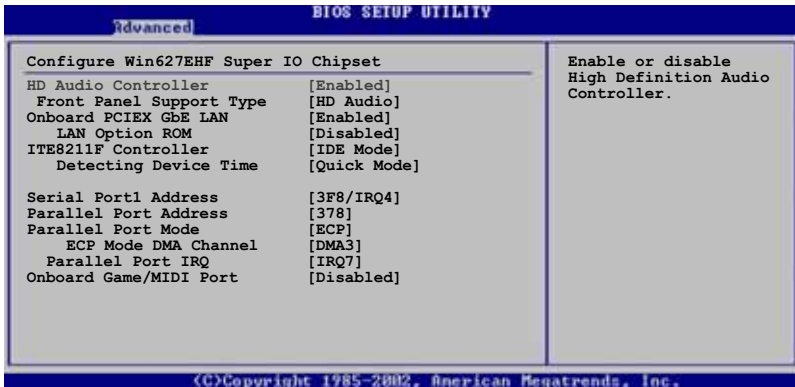 BIOS SETUP UTILITY
Advanced
Configure Win627EHF Super IO Chipset
HD Audio Controller [Enabled]
Front Panel Support Type [HD Audio]
Onboard PCIEX GbE LAN [Enabled]
LAN Option ROM [Disabled]
ITE8211F Controller [IDE Mode]
Detecting Device Time [Quick Mode]
Serial Port1 Address [3F8/IRQ4]
Parallel Port Address [378]
Parallel Port Mode [ECP]
ECP Mode DMA Channel [DMA3]
Parallel Port IRQ [IRQ7]
Onboard Game/MIDI Port [Disabled]
Enable or disable
High Definition Audio
Controller.
(C)Copyright 1985-2002, American Megatrends, Inc.